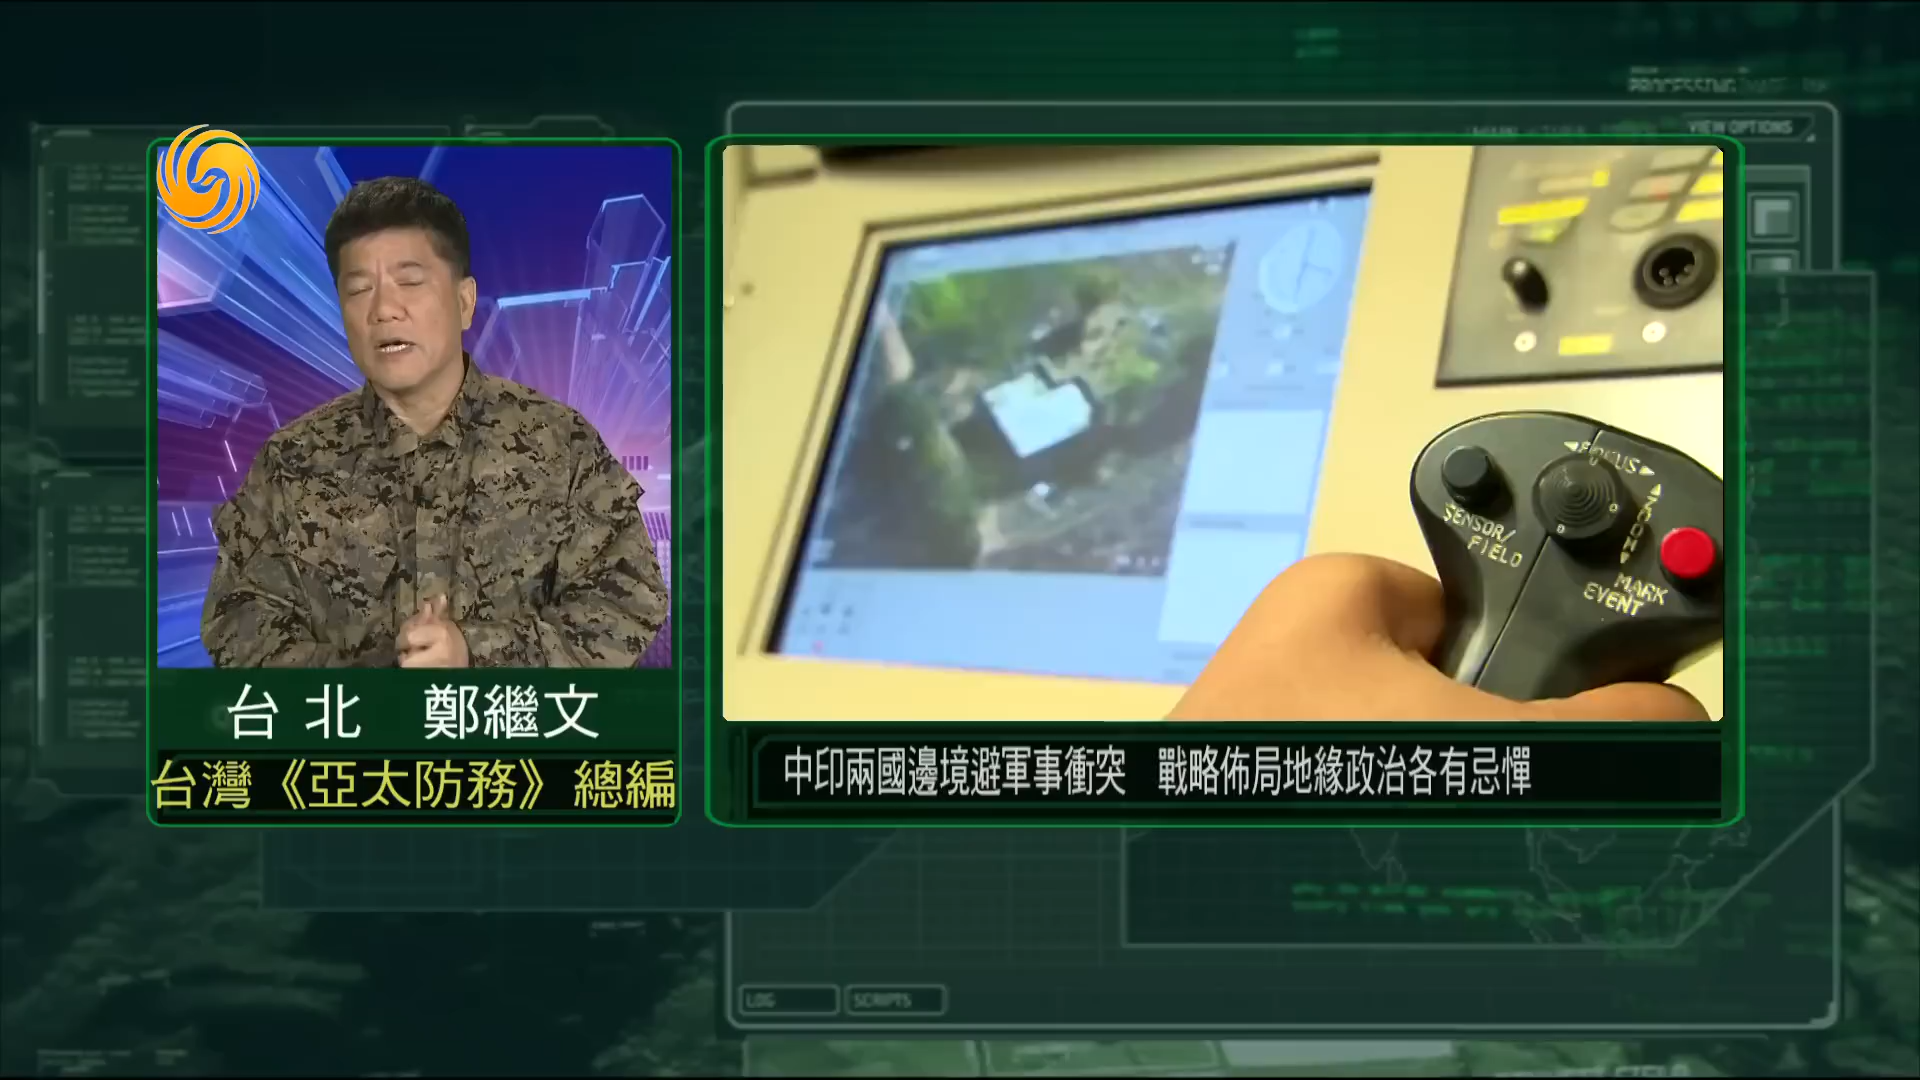 VIEW OPTIONS
◀FOCUS▶
▲ZOOM▼
SENSOR/
FIELD
MARK
EVENT
台北 鄭繼文
台灣《亞太防務》總編
中印兩國邊境避軍事衝突 戰略佈局地緣政治各有忌憚
LOG
SCRIPTS